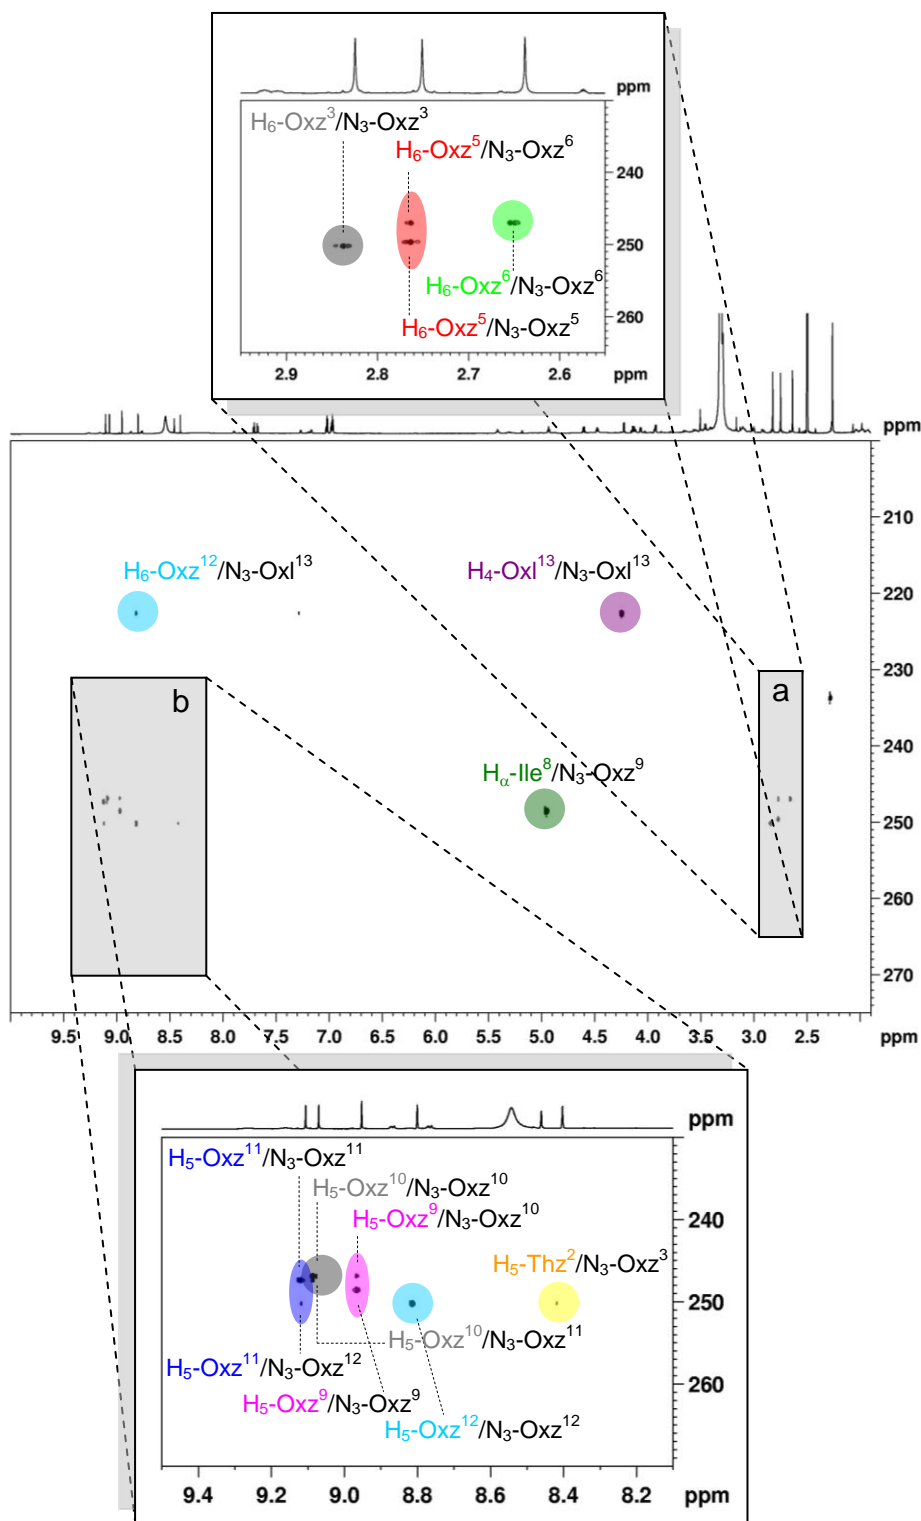 ppm
H₆-Oxz³/N₃-Oxz³
H₆-Oxz⁵/N₃-Oxz⁶
240
250
H₆-Oxz⁶/N₃-Oxz⁶
H₆-Oxz⁵/N₃-Oxz⁵
260
2.9 2.8 2.7 2.6 ppm
ppm
210
H₆-Oxz¹²/N₃-Oxl¹³ H₄-Oxl¹³/N₃-Oxl¹³
220
230
b a
240
Hα-Ile⁸/N₃-Oxz⁹
250
260
270
9.5 9.0 8.5 8.0 7.5 7.0 6.5 6.0 5.5 5.0 4.5 4.0 3.5 3.0 2.5 ppm
ppm
H₅-Oxz¹¹/N₃-Oxz¹¹
H₅-Oxz¹⁰/N₃-Oxz¹⁰
H₅-Oxz⁹/N₃-Oxz¹⁰
240
H₅-Thz²/N₃-Oxz³
250
H₅-Oxz¹⁰/N₃-Oxz¹¹
H₅-Oxz¹¹/N₃-Oxz¹²
260
H₅-Oxz⁹/N₃-Oxz⁹
H₅-Oxz¹²/N₃-Oxz¹²
9.4 9.2 9.0 8.8 8.6 8.4 8.2 ppm